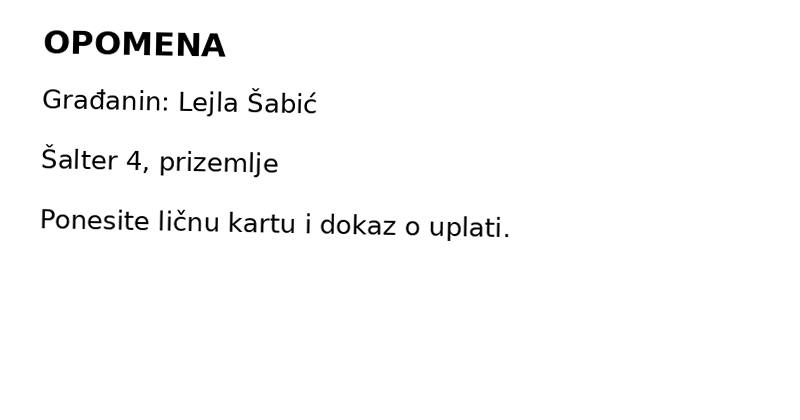 OPOMENA
Građanin: Lejla Šabić
Šalter 4, prizemlje
Ponesite ličnu kartu i dokaz o uplati.